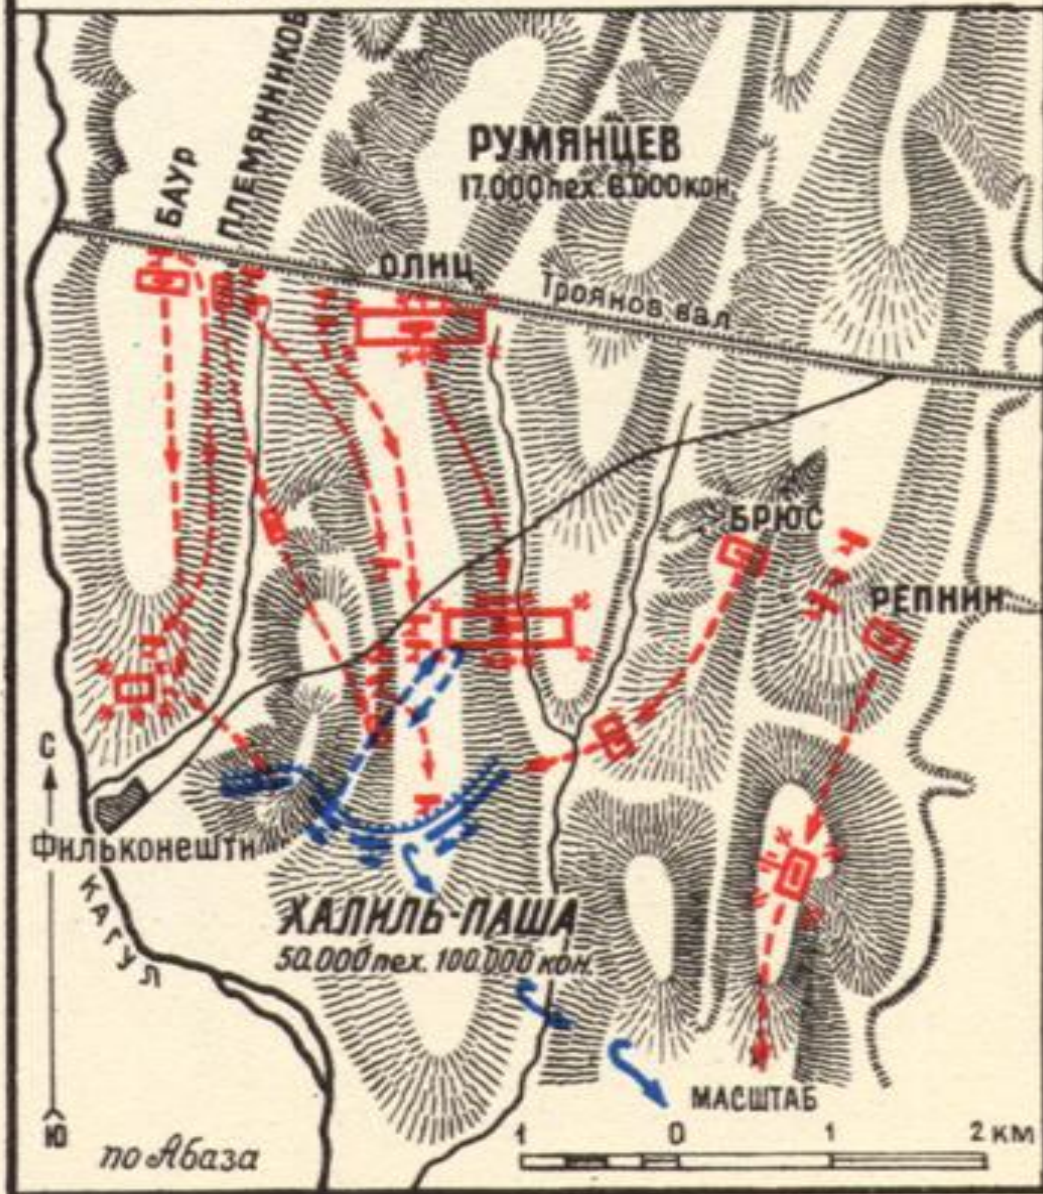 ПЛЕМЯННИКОВ
БАУР
РУМЯНЦЕВ
17.000 пех. 6.000 кон.
ОЛИЦ
Троянов вал
БРЮС
РЕПНИН
С
Фильконешти
КАГУЛ
ХАЛИЛЬ-ПАША
50.000 пех. 100.000 кон.
Ю
по Абаза
МАСШТАБ
1 0 1 2 км